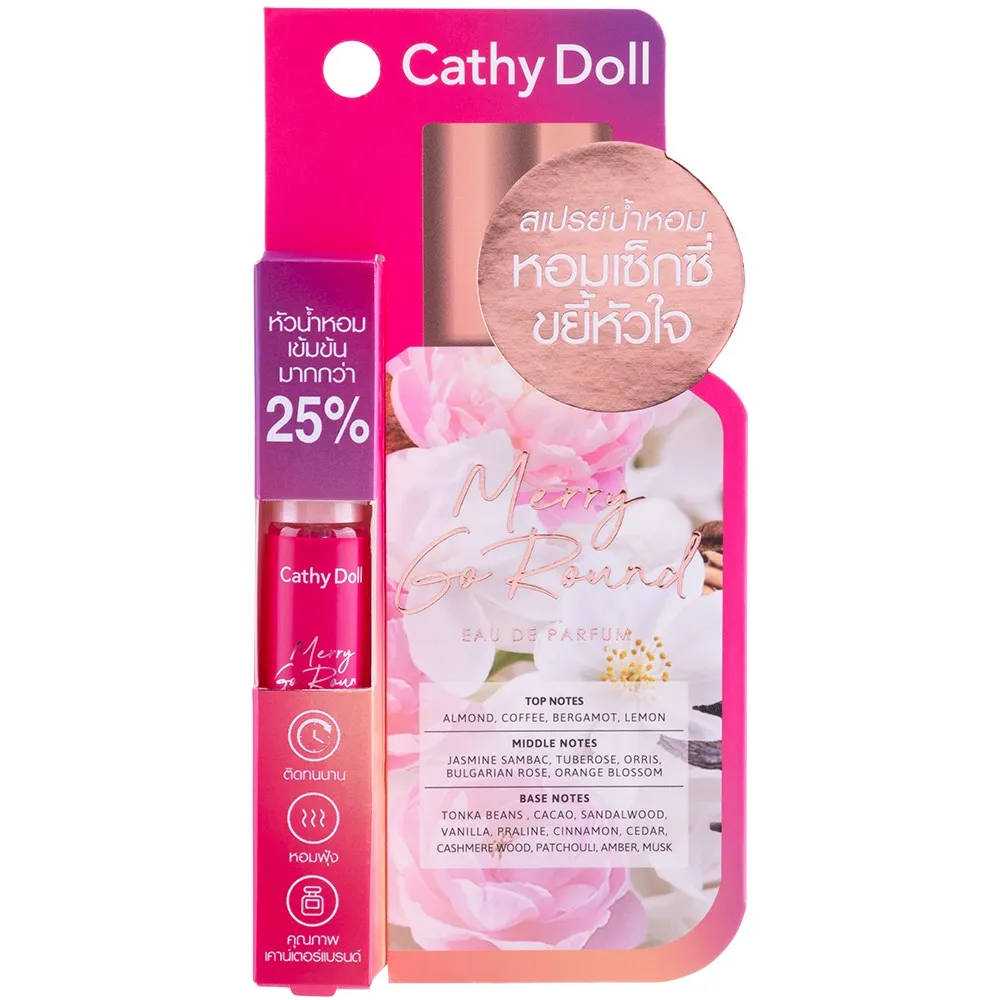 Cathy Doll
สเปรย์น้ำหอม
หอมเซ็กซี่
ขยี้หัวใจ
หัวน้ำหอม
เข้มข้น
มากกว่า
25%
Cathy Doll
Merry
Go Roun
ติดทนนาน
หอมฟุ้ง
คุณภาพ
เคาน์เตอร์แบรนด์
Merry
Go Round
EAU DE PARFUM
TOP NOTES
ALMOND, COFFEE, BERGAMOT, LEMON
MIDDLE NOTES
JASMINE SAMBAC, TUBEROSE, ORRIS,
BULGARIAN ROSE, ORANGE BLOSSOM
BASE NOTES
TONKA BEANS , CACAO, SANDALWOOD,
VANILLA, PRALINE, CINNAMON, CEDAR,
CASHMERE WOOD, PATCHOULI, AMBER, MUSK